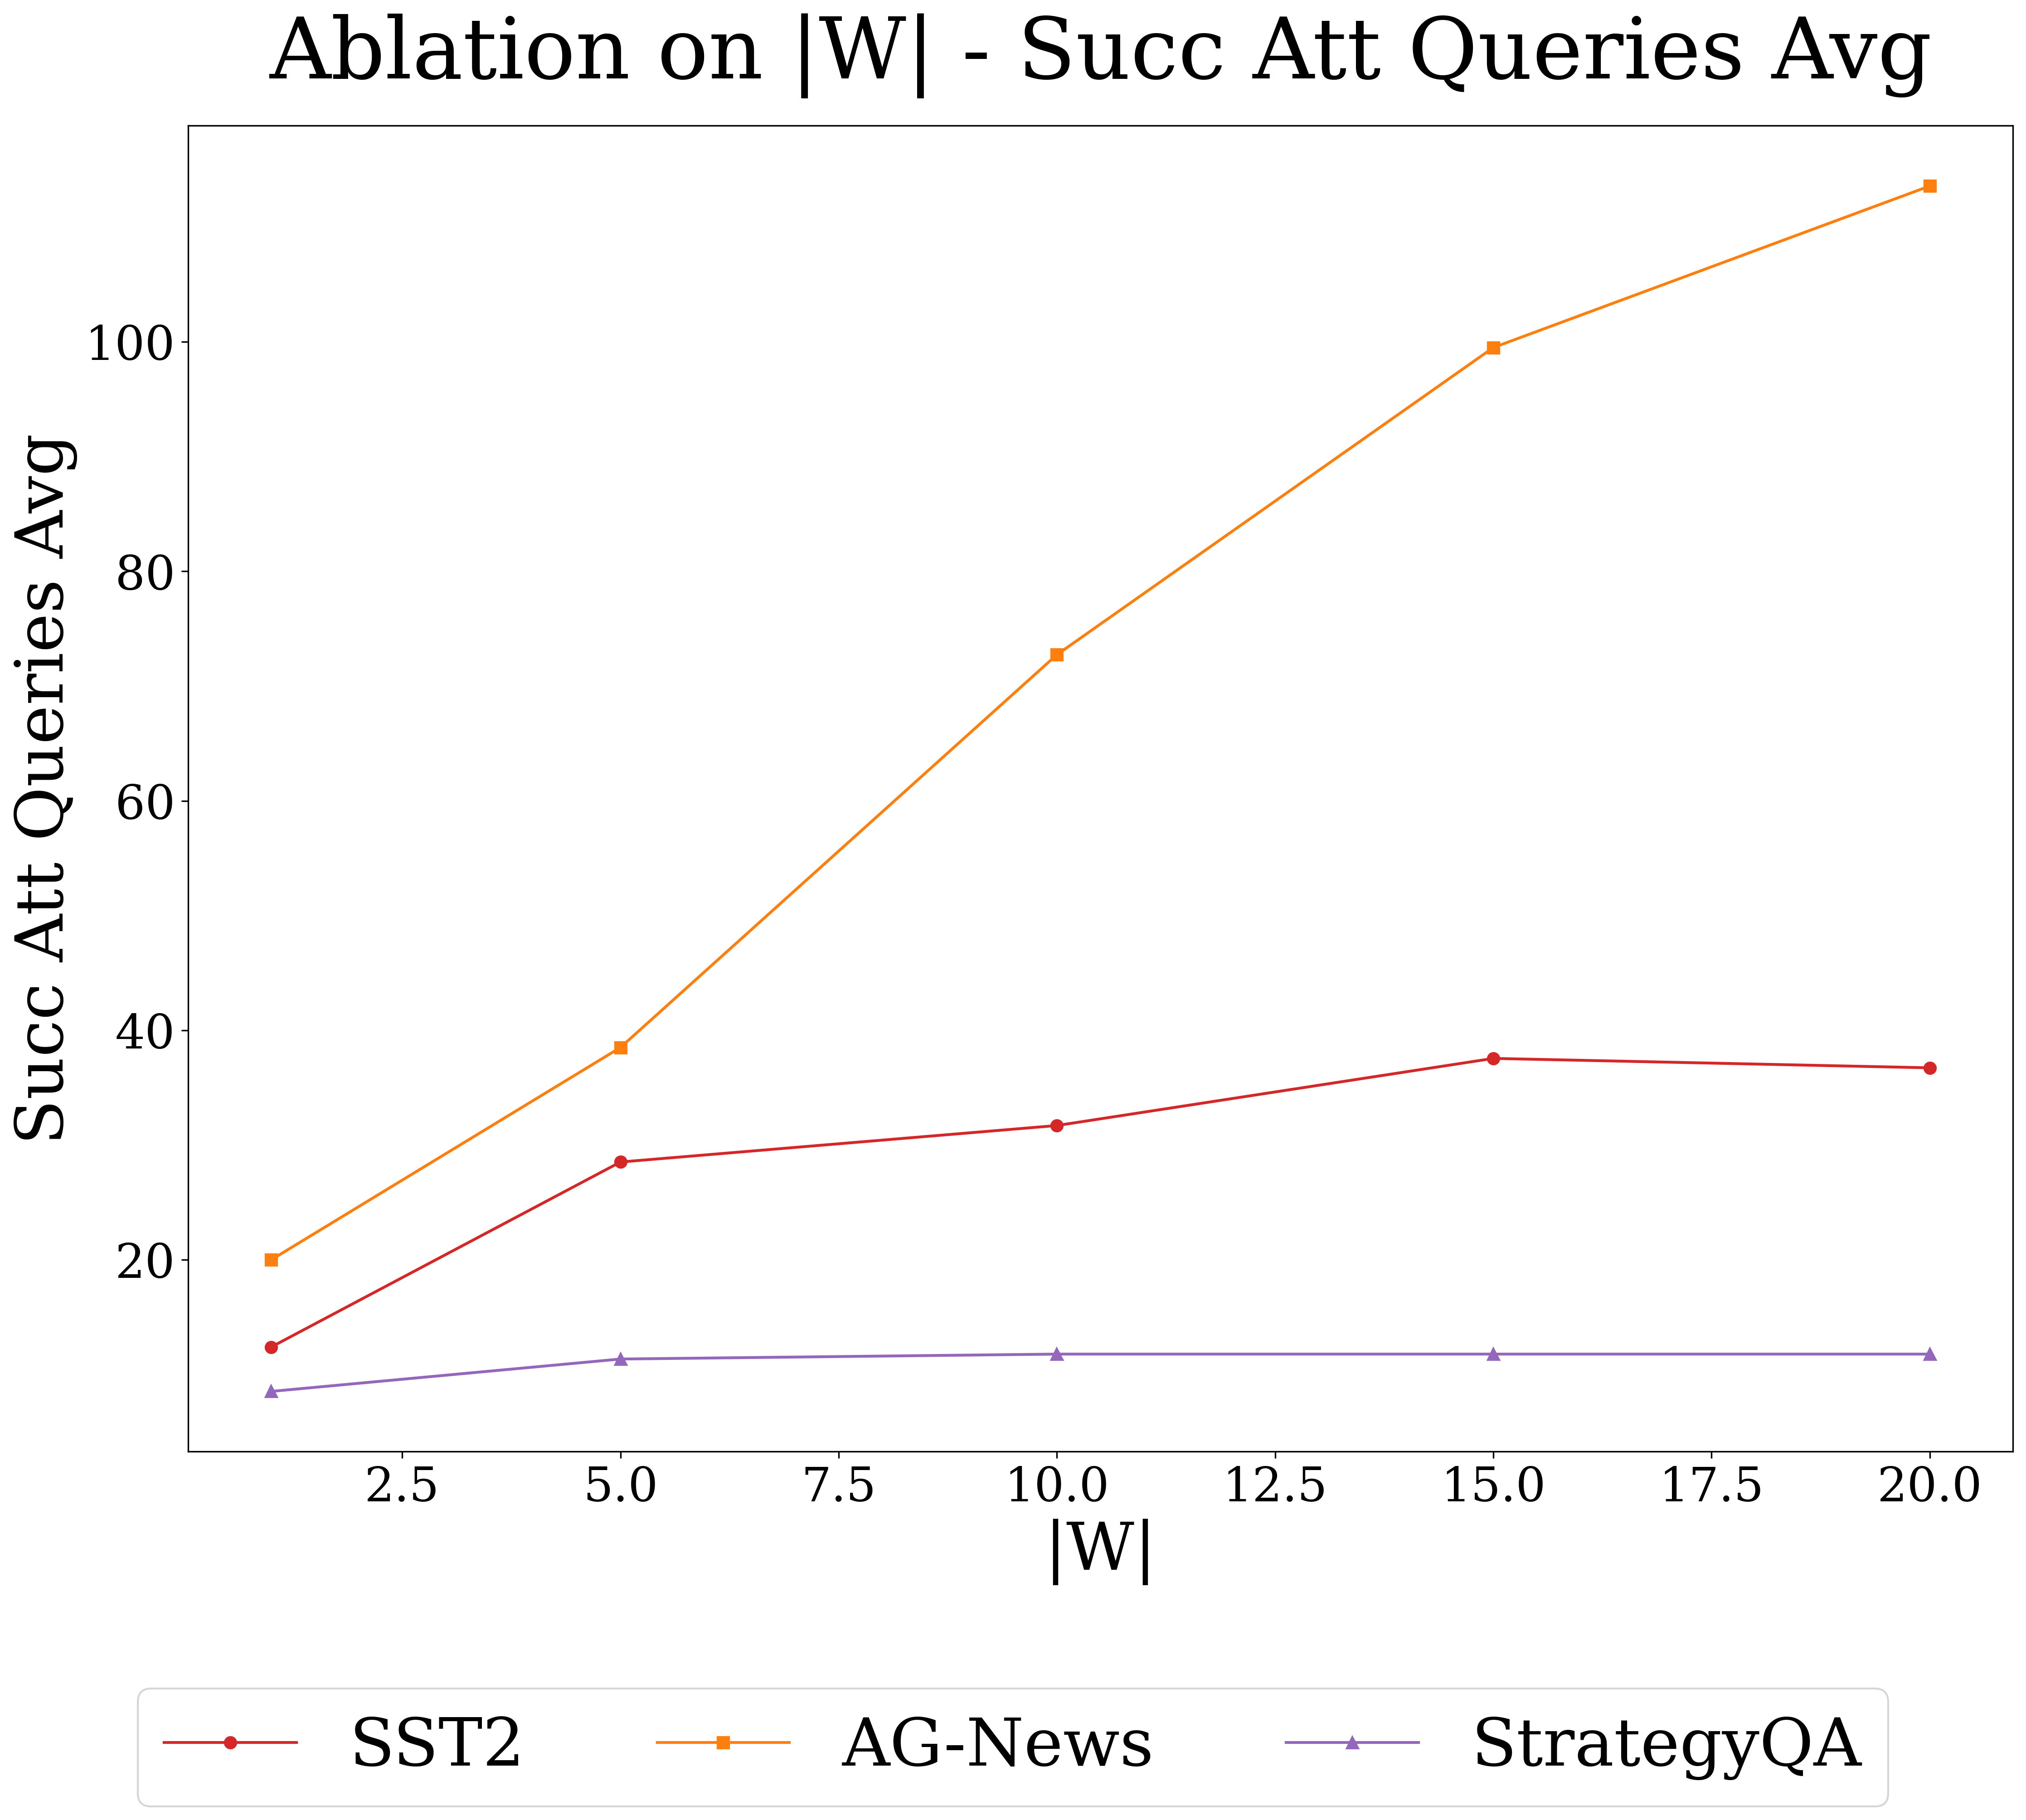 Ablation on |W| - Succ Att Queries Avg
Succ Att Queries Avg
100
80
60
40
20
2.5 5.0 7.5 10.0 12.5 15.0 17.5 20.0
|W|
SST2 AG-News StrategyQA